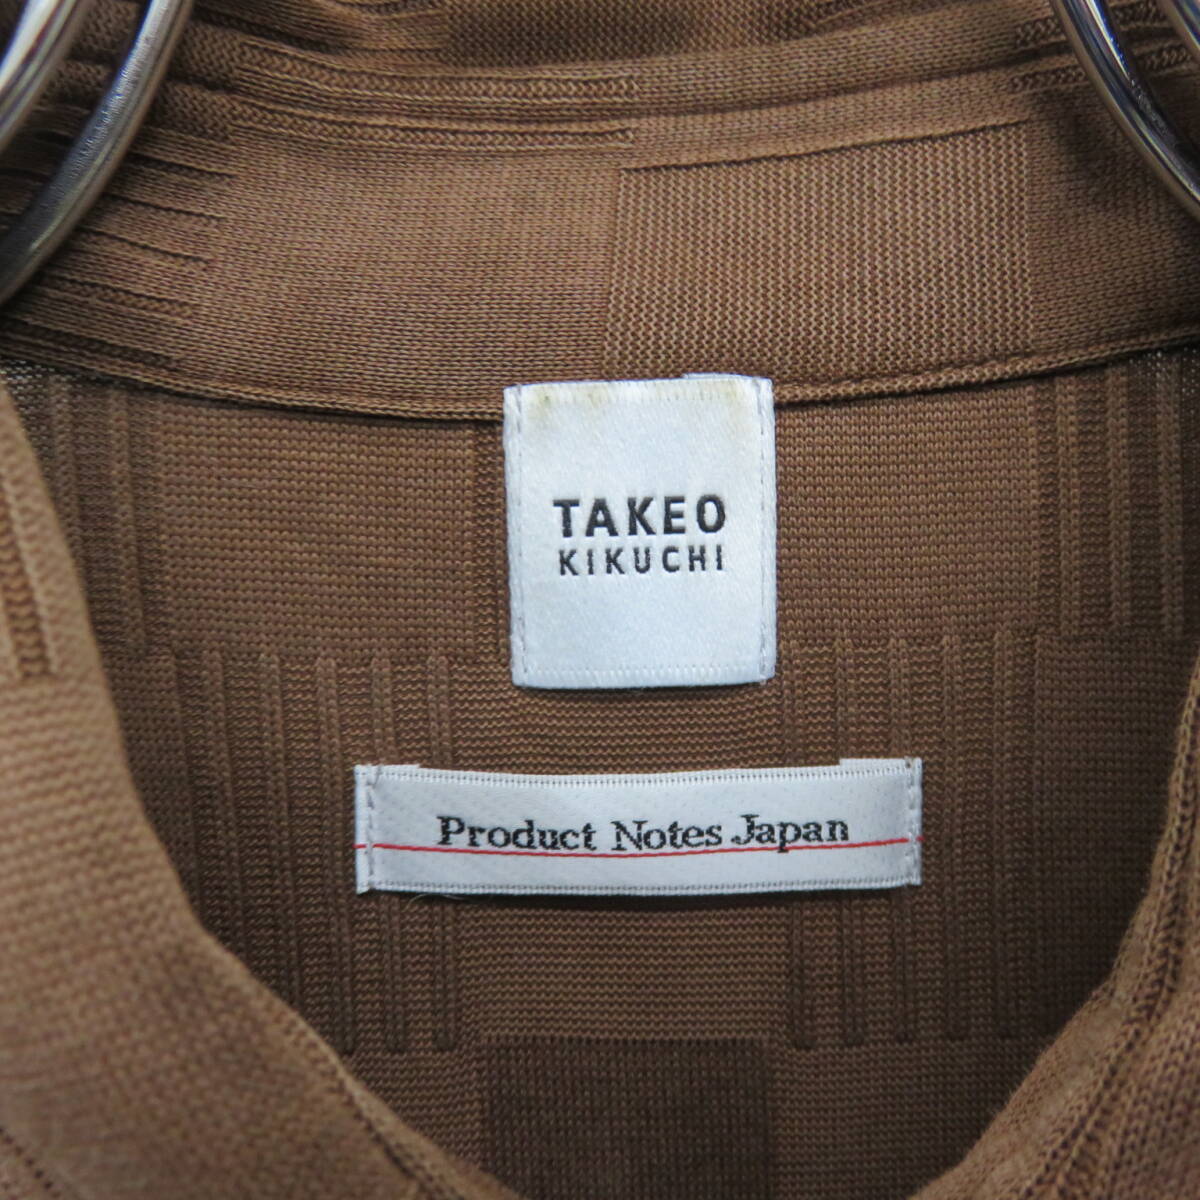 TAKEO
KIKUCHI
Product Notes Japan